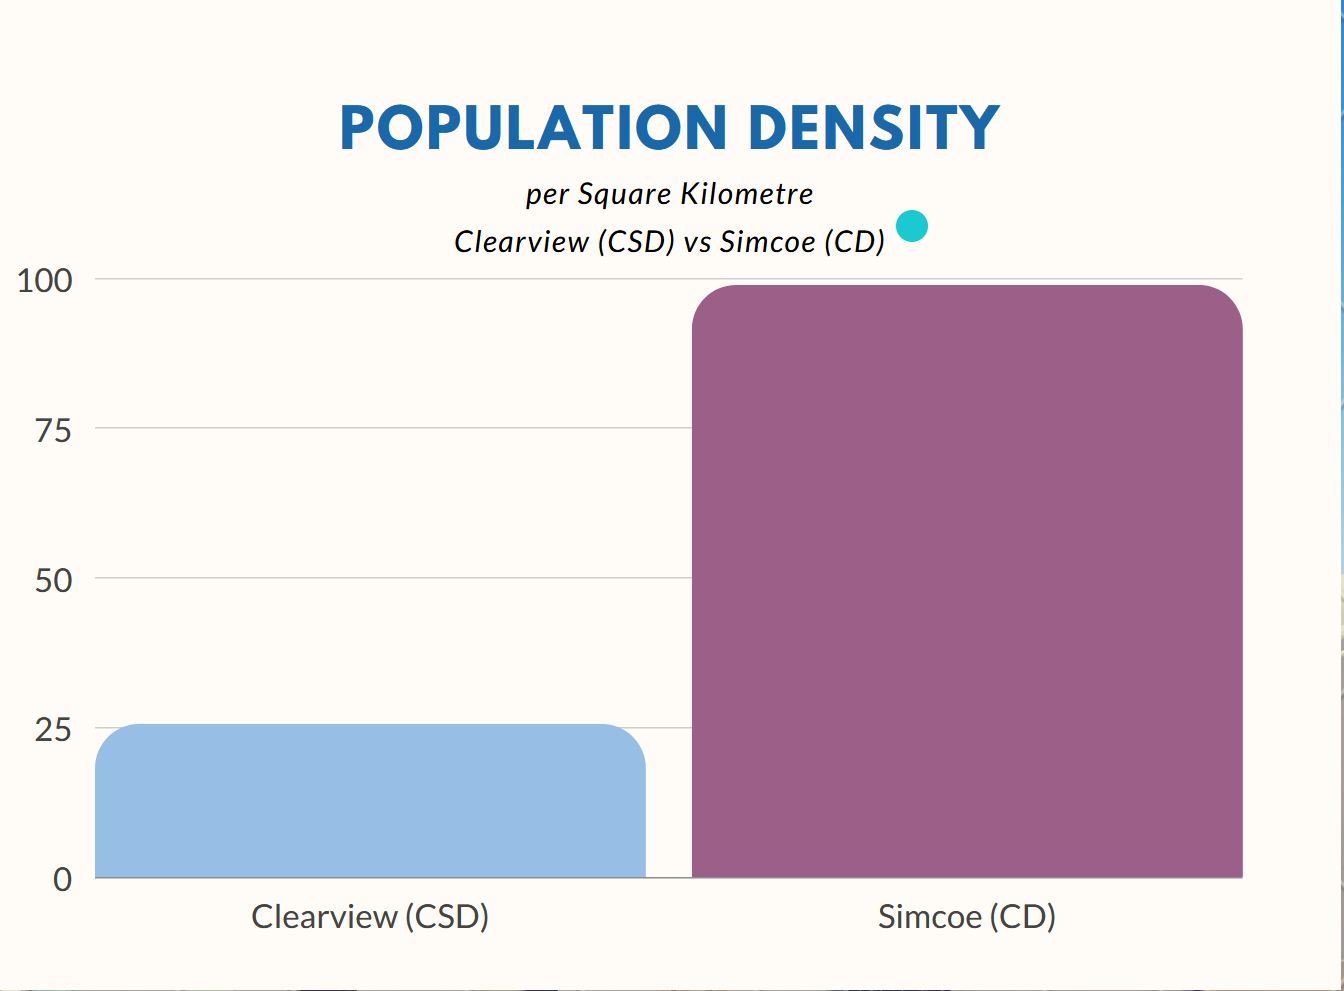 POPULATION DENSITY
per Square Kilometre
Clearview (CSD) vs Simcoe (CD)
100
75
50
25
0
Clearview (CSD)
Simcoe (CD)